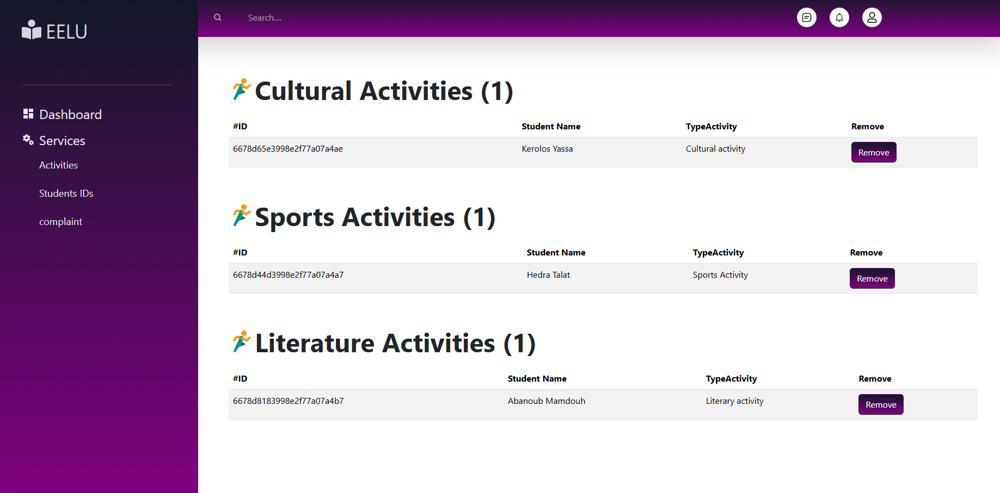 EELU
Search....
Dashboard
Services
Activities
Students IDs
complaint
Cultural Activities (1)
#ID Student Name TypeActivity Remove
6678d65e3998e2f77a07a4ae Kerolos Yassa Cultural activity Remove
Sports Activities (1)
#ID Student Name TypeActivity Remove
6678d44d3998e2f77a07a4a7 Hedra Talat Sports Activity Remove
Literature Activities (1)
#ID Student Name TypeActivity Remove
6678d8183998e2f77a07a4b7 Abanoub Mamdouh Literary activity Remove